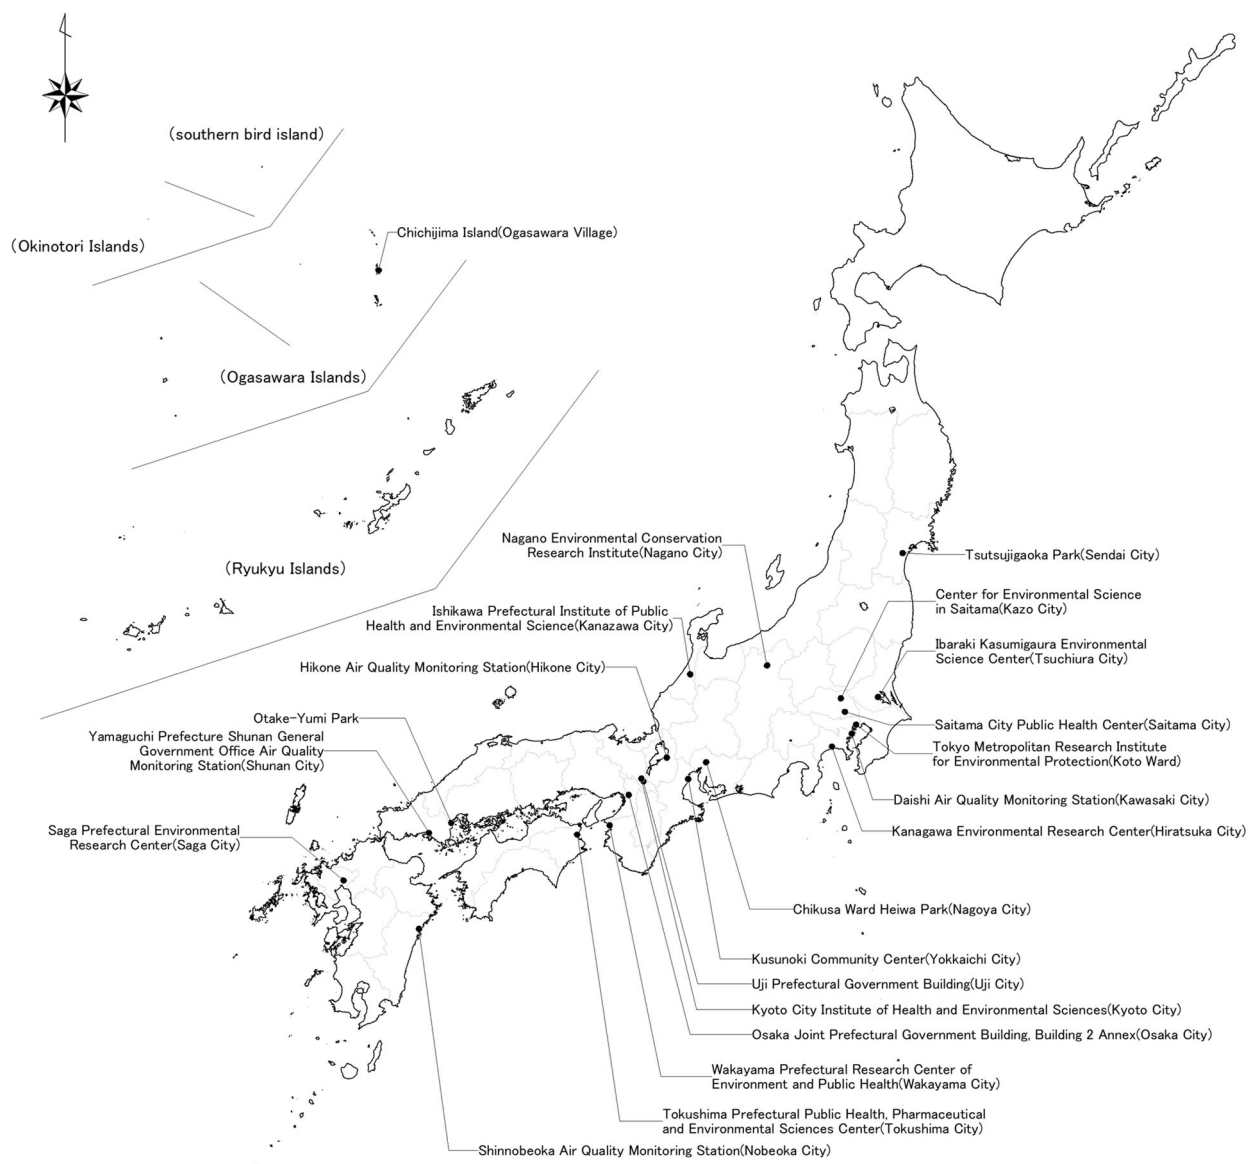 (southern bird island)
(Okinotori Islands)
Chichijima Island(Ogasawara Village)
(Ogasawara Islands)
(Ryukyu Islands)
Nagano Environmental Conservation
Research Institute(Nagano City)
Tsutsujigaoka Park(Sendai City)
Center for Environmental Science
in Saitama(Kazo City)
Ishikawa Prefectural Institute of Public
Health and Environmental Science(Kanazawa City)
Ibaraki Kasumigaura Environmental
Science Center(Tsuchiura City)
Hikone Air Quality Monitoring Station(Hikone City)
Otake-Yumi Park
Saitama City Public Health Center(Saitama City)
Yamaguchi Prefecture Shunan General
Government Office Air Quality
Monitoring Station(Shunan City)
Tokyo Metropolitan Research Institute
for Environmental Protection(Koto Ward)
Daishi Air Quality Monitoring Station(Kawasaki City)
Saga Prefectural Environmental
Research Center(Saga City)
Kanagawa Environmental Research Center(Hiratsuka City)
Chikusa Ward Heiwa Park(Nagoya City)
Kusunoki Community Center(Yokkaichi City)
Uji Prefectural Government Building(Uji City)
Kyoto City Institute of Health and Environmental Sciences(Kyoto City)
Osaka Joint Prefectural Government Building, Building 2 Annex(Osaka City)
Wakayama Prefectural Research Center of
Environment and Public Health(Wakayama City)
Tokushima Prefectural Public Health, Pharmaceutical
and Environmental Sciences Center(Tokushima City)
Shinnobeoka Air Quality Monitoring Station(Nobeoka City)